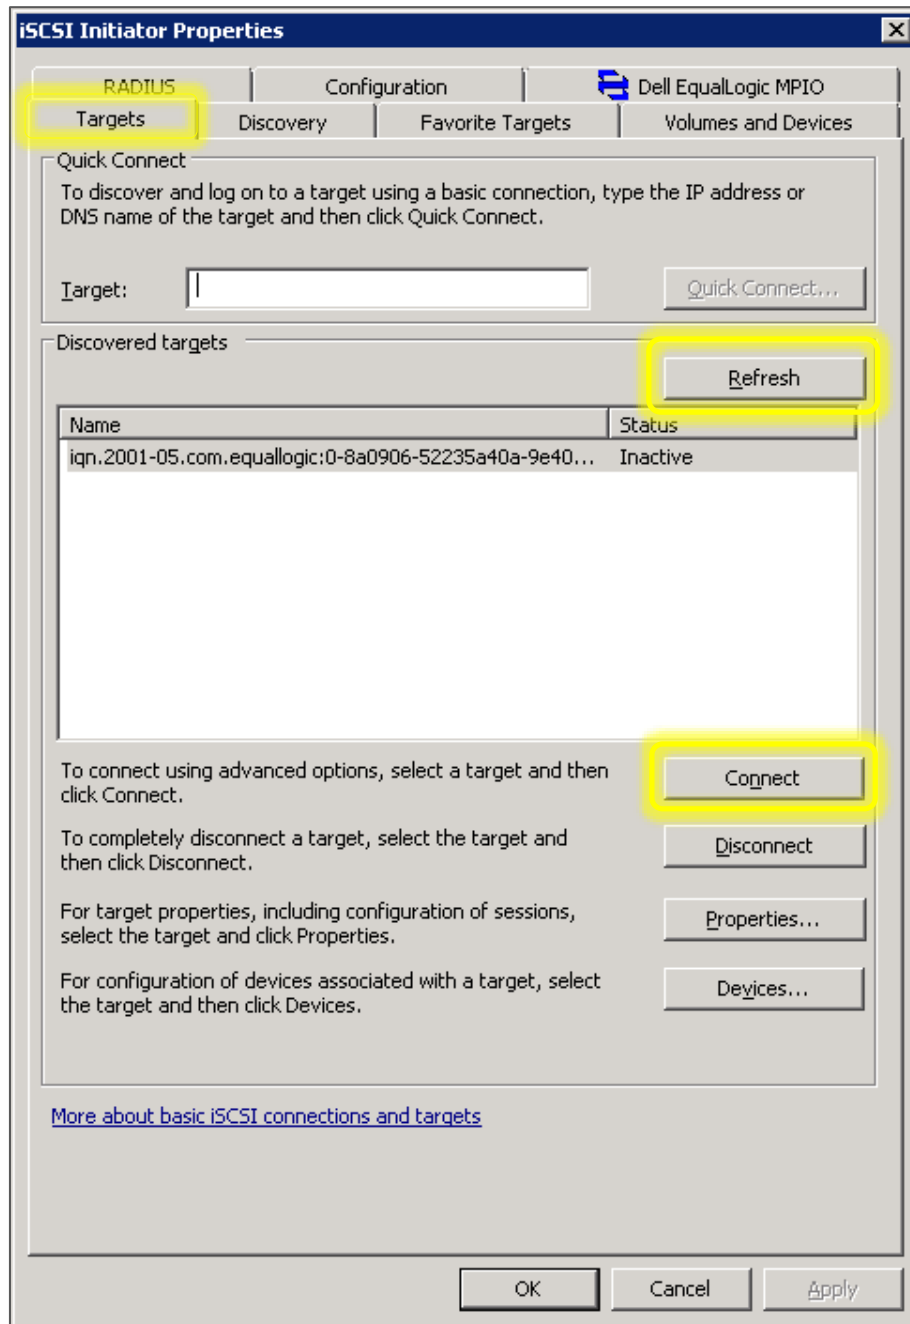 iSCSI Initiator Properties
RADIUS
Configuration
Dell EqualLogic MPIO
Targets
Discovery
Favorite Targets
Volumes and Devices
Quick Connect
To discover and log on to a target using a basic connection, type the IP address or
DNS name of the target and then click Quick Connect.
Target:
Quick Connect...
Discovered targets
Refresh
Name
Status
iqn.2001-05.com.equallogic:0-8a0906-52235a40a-9e40...
Inactive
To connect using advanced options, select a target and then
click Connect.
Connect
To completely disconnect a target, select the target and
then click Disconnect.
Disconnect
For target properties, including configuration of sessions,
select the target and click Properties.
Properties...
For configuration of devices associated with a target, select
the target and then click Devices.
Devices...
More about basic iSCSI connections and targets
OK
Cancel
Apply